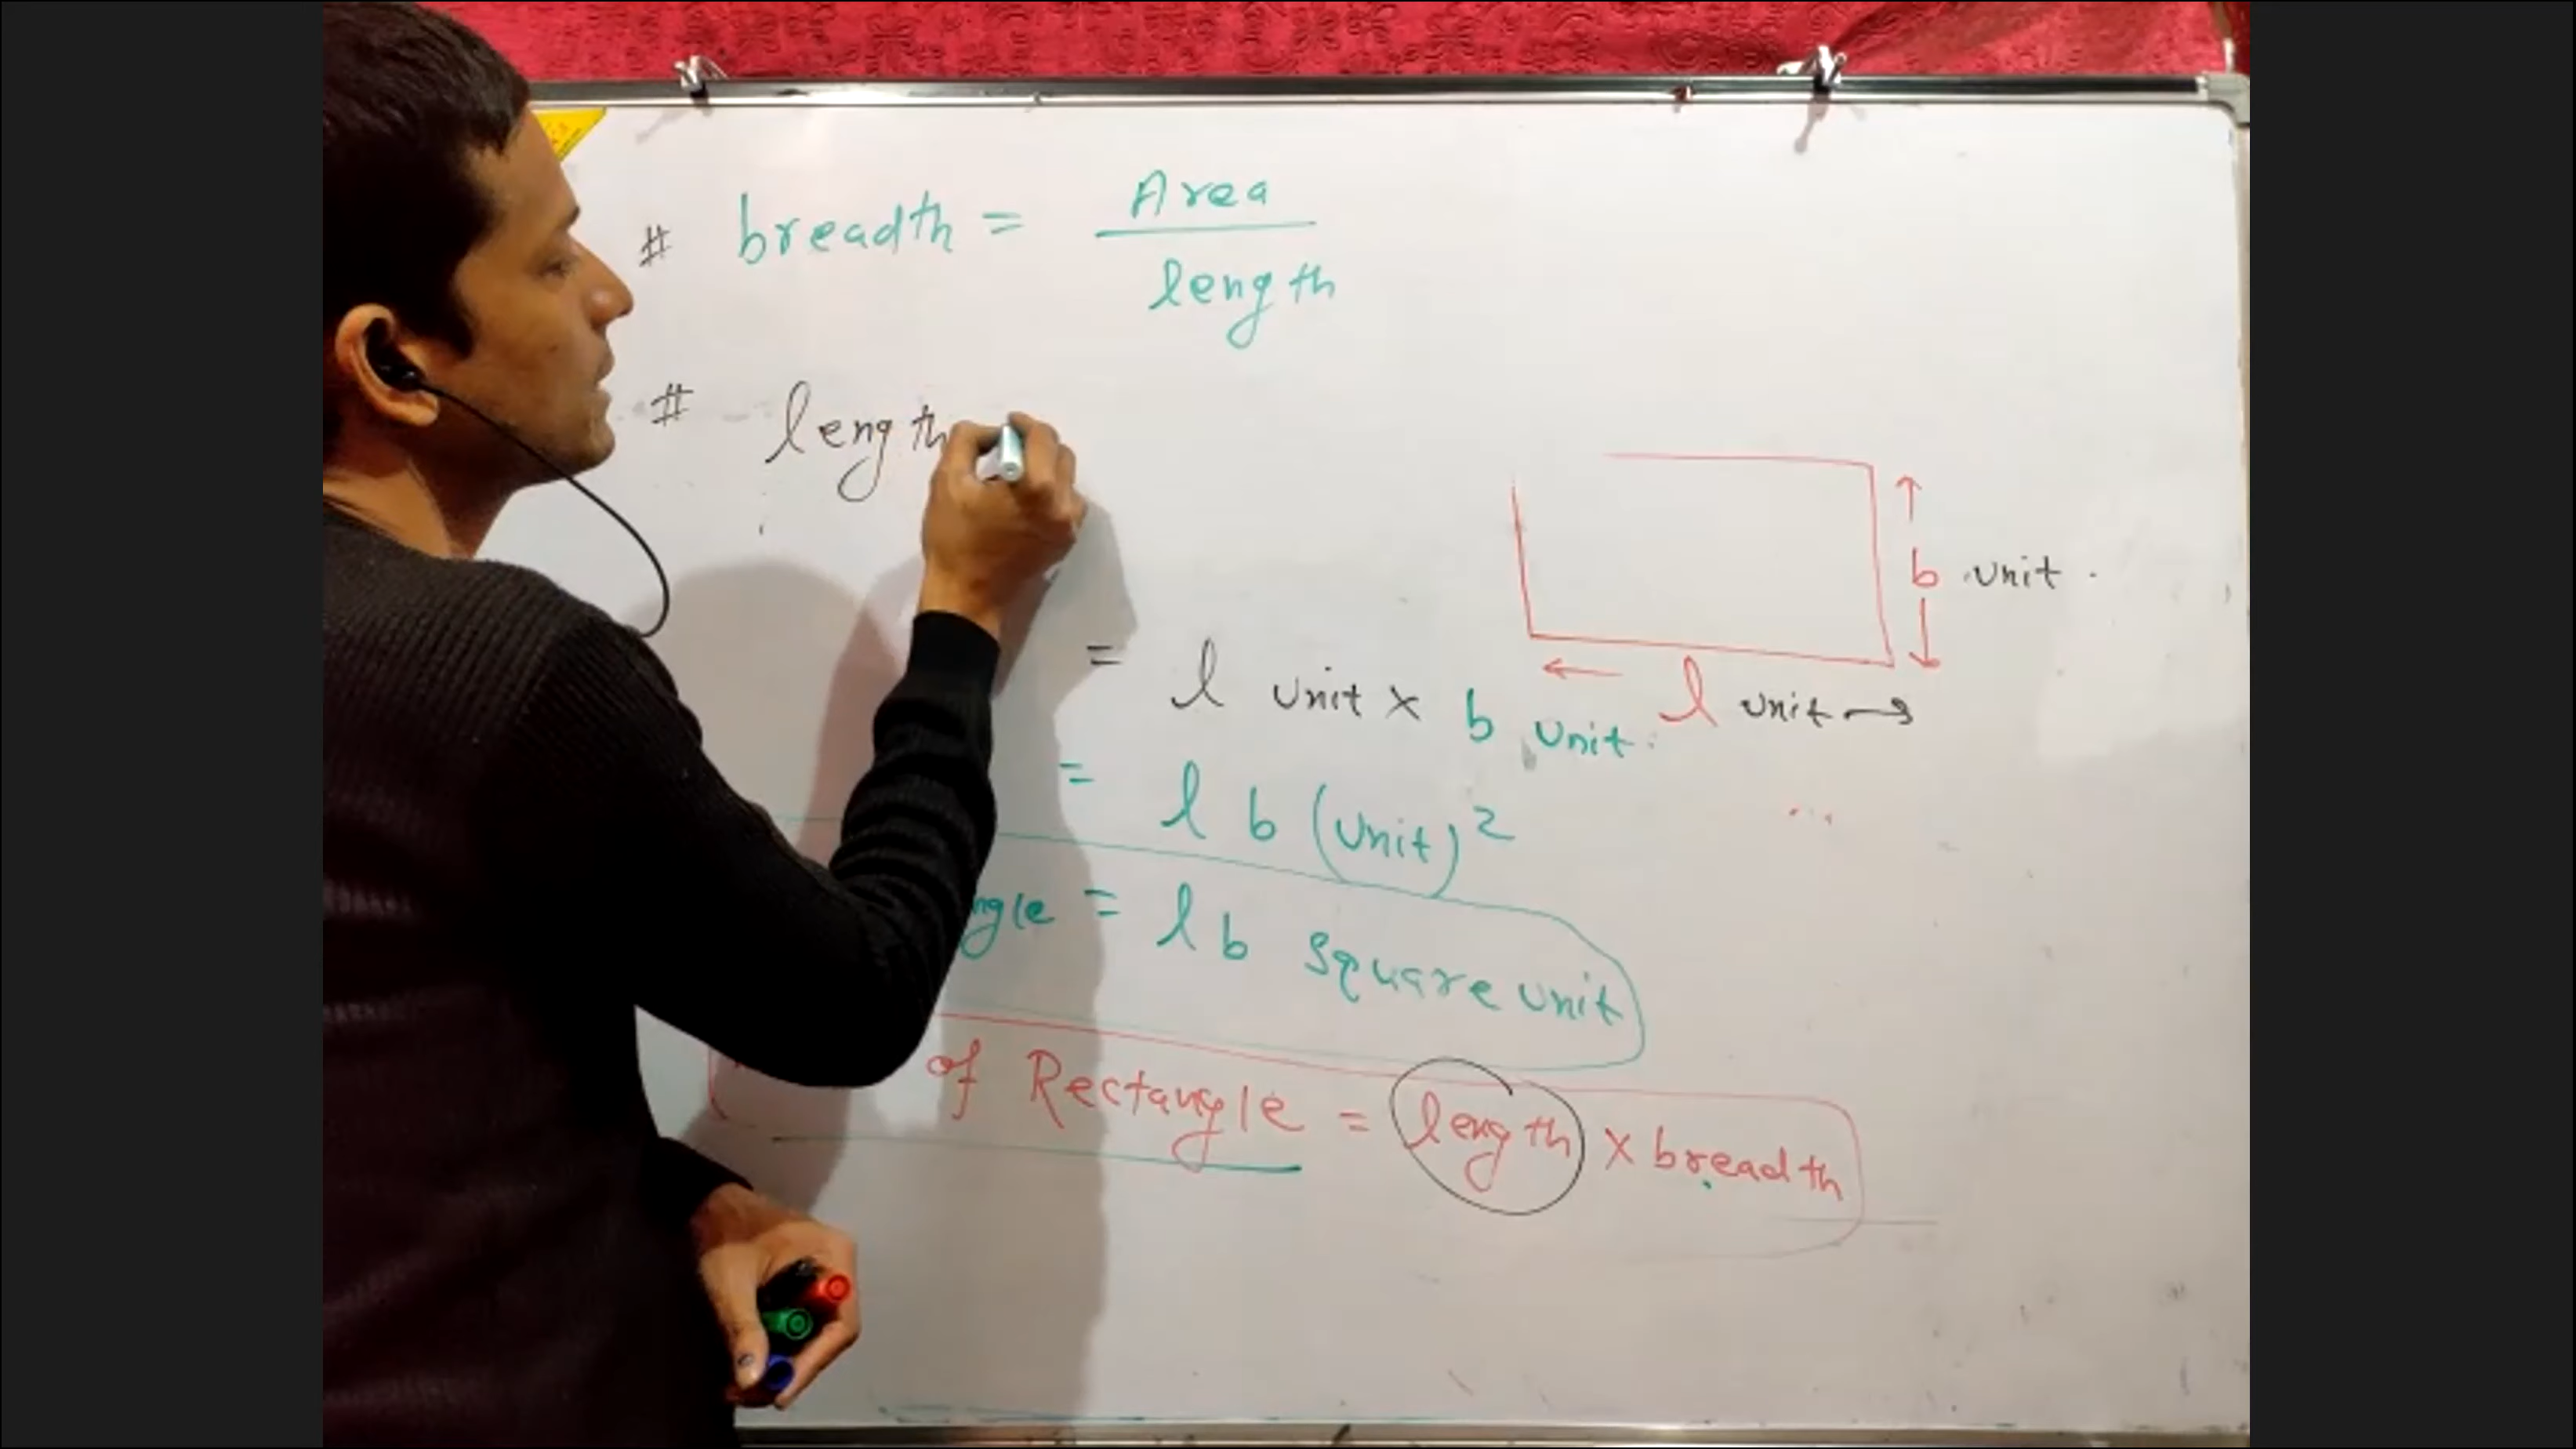 # breadth = Area
length
# length
b unit
= l unit x b unit
l unit →
= l b (unit)²
ngle = l b square unit
of Rectangle = length x breadth